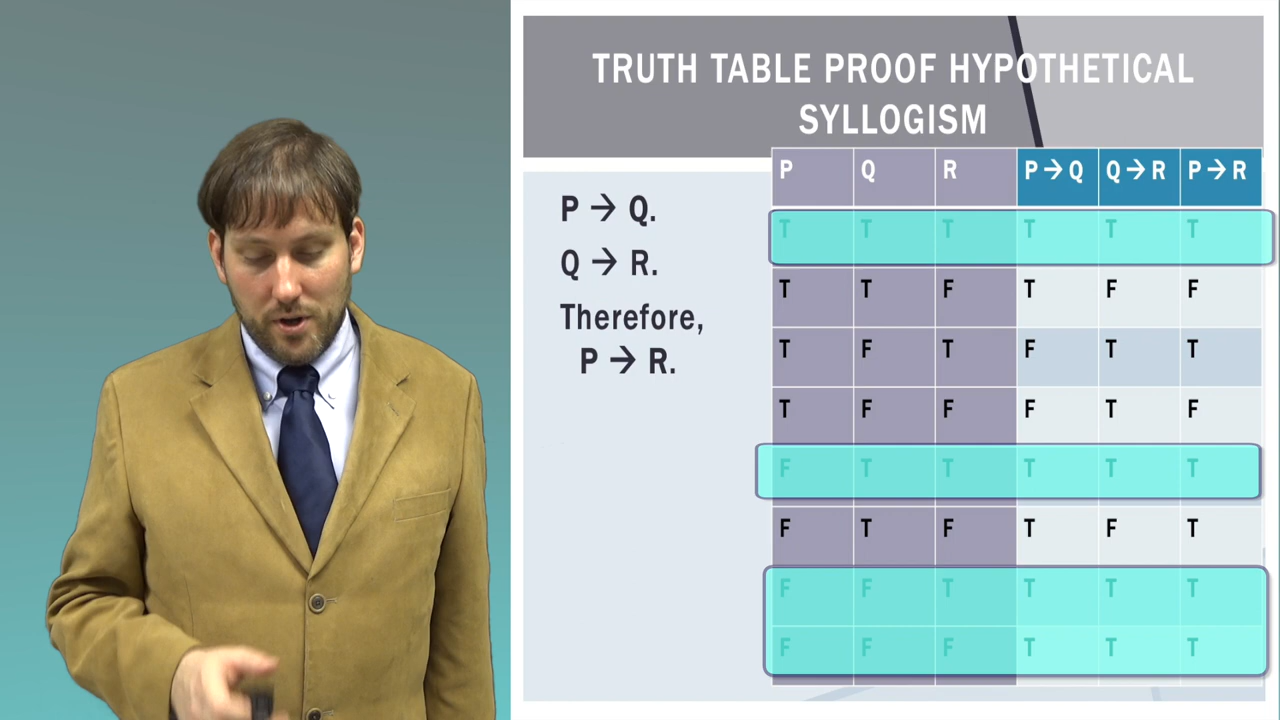 TRUTH TABLE PROOF HYPOTHETICAL
SYLLOGISM
P → Q.
Q → R.
Therefore,
P → R.
P Q R P → Q Q → R P → R
T T T T T T
T T F T F F
T F T F T T
T F F F T F
F T T T T T
F T F T F T
F F T T T T
F F F T T T